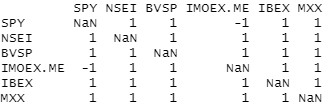 SPY NSEI BVSP IMOEX.ME IBEX MXX
SPY NaN 1 1 -1 1 1
NSEI 1 NaN 1 1 1 1
BVSP 1 1 NaN 1 1 1
IMOEX.ME -1 1 1 NaN 1 1
IBEX 1 1 1 1 NaN 1
MXX 1 1 1 1 1 NaN